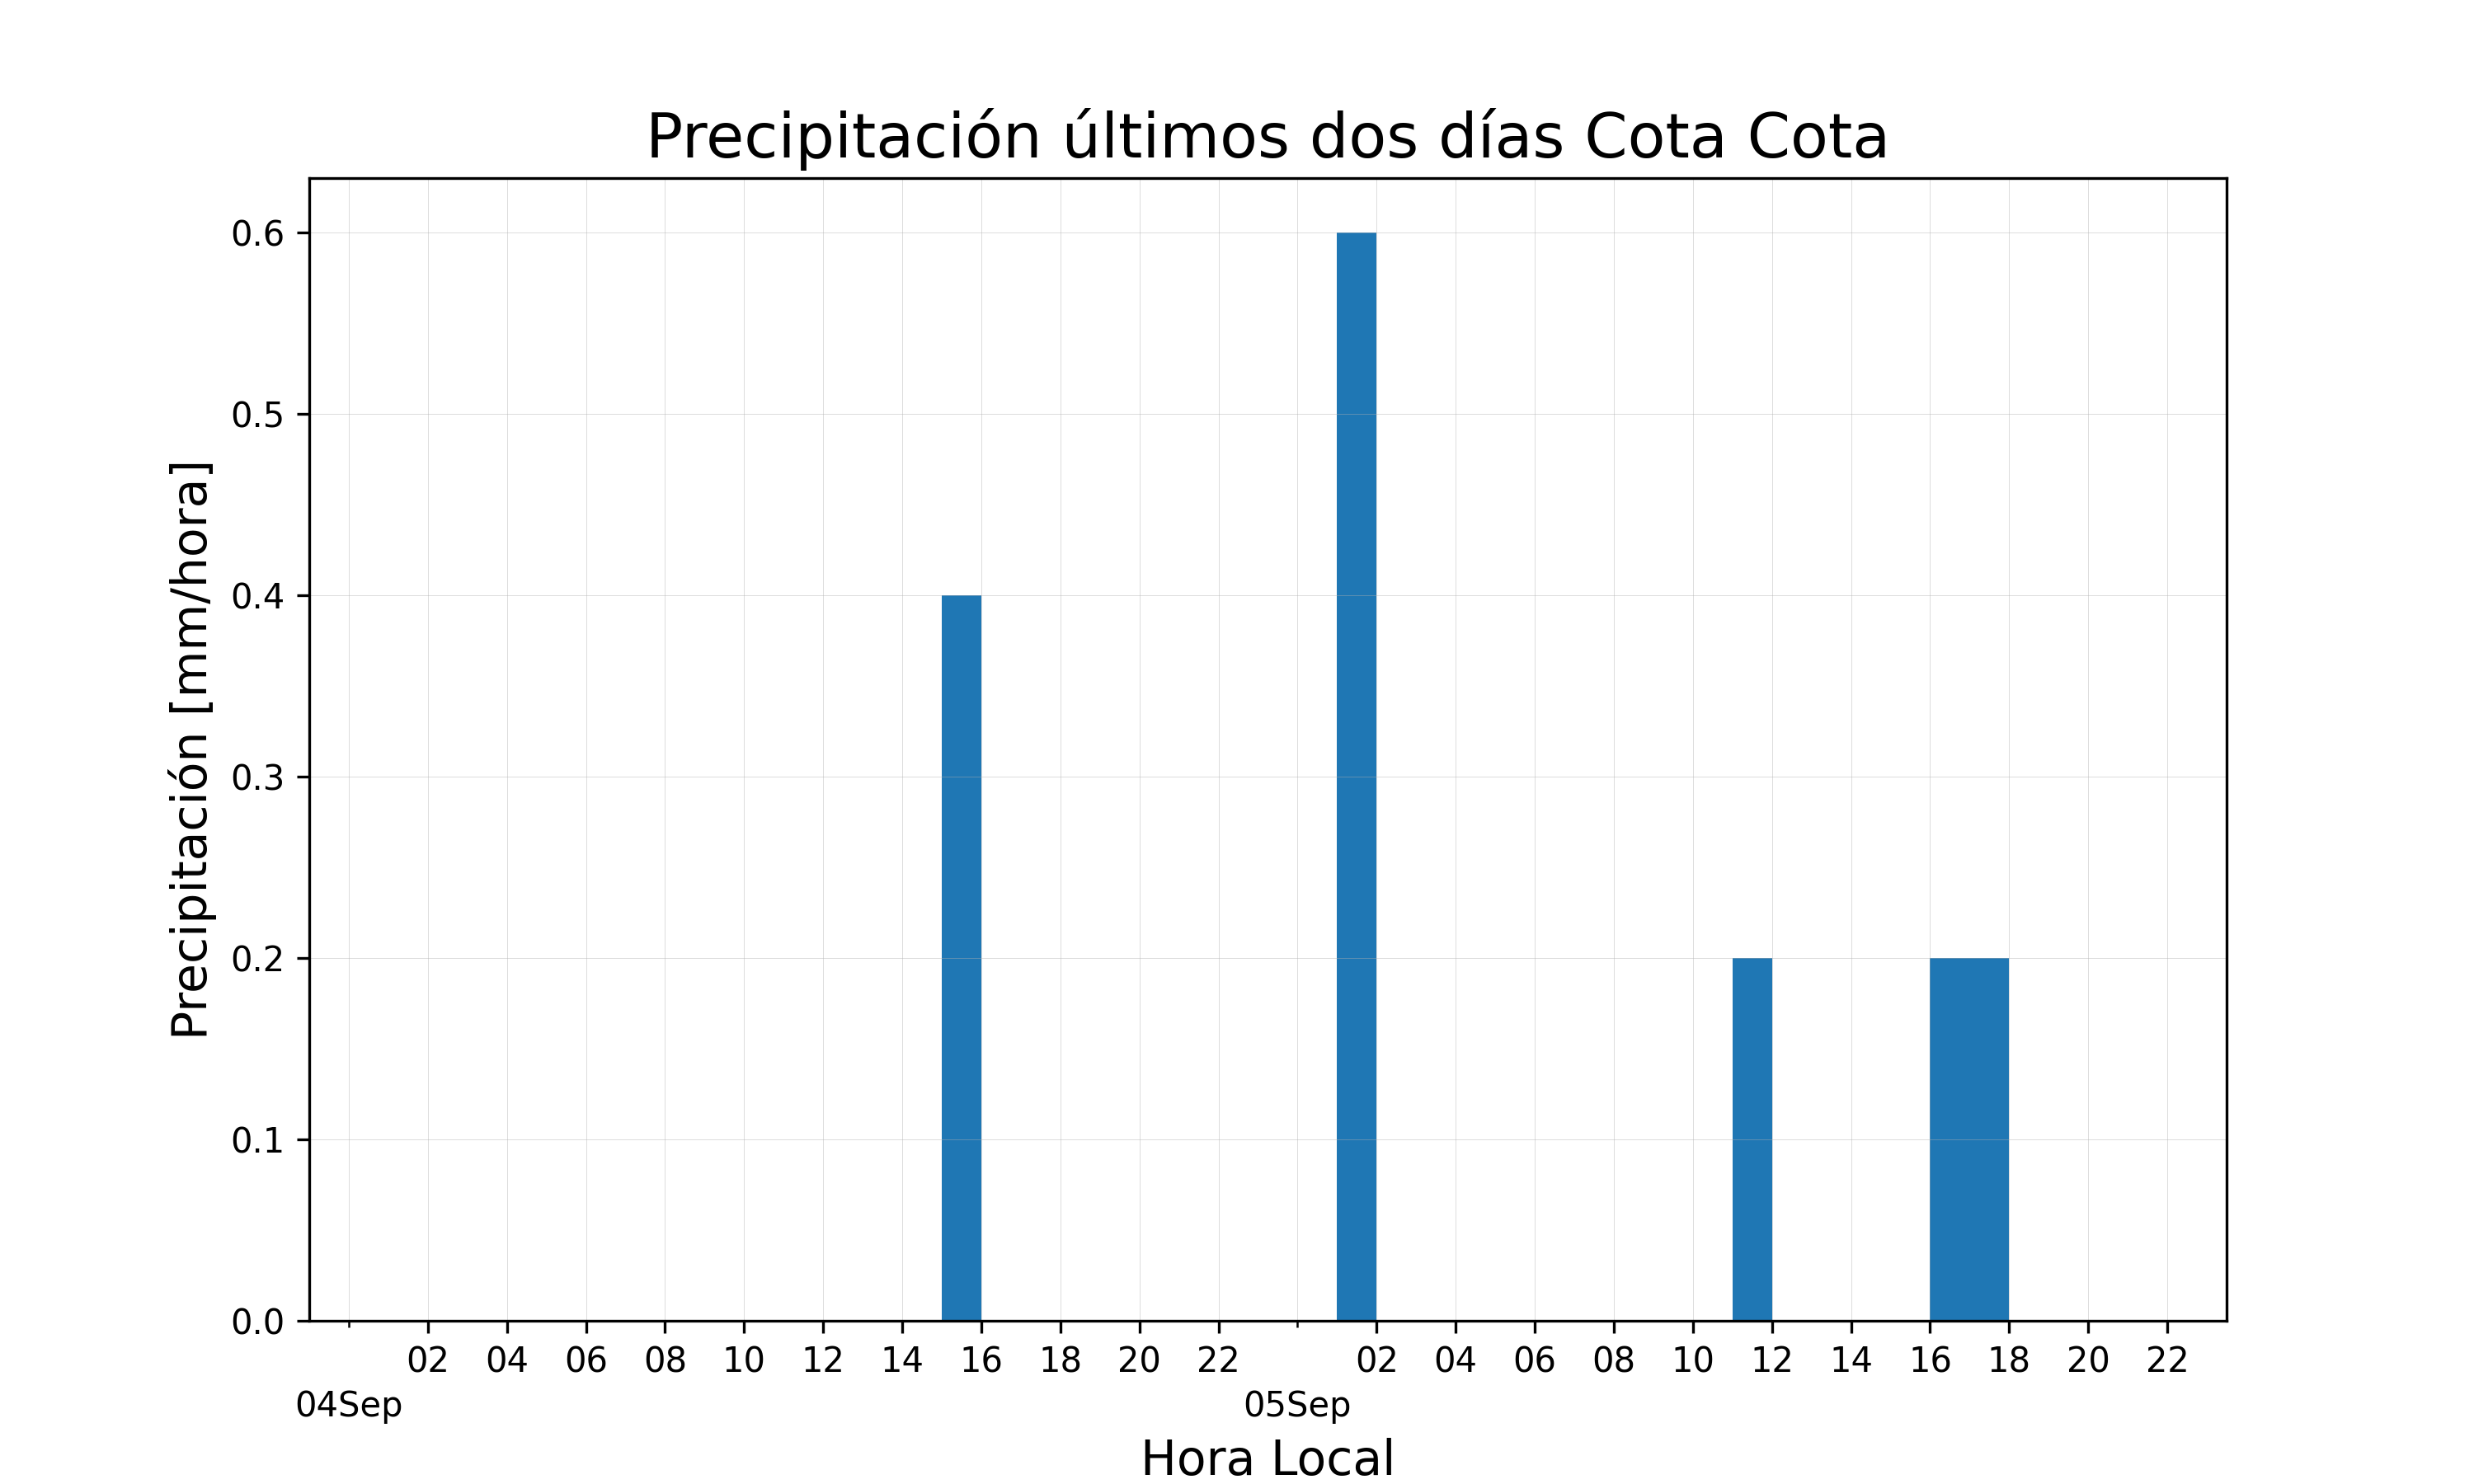 Precipitación últimos dos días Cota Cota
Precipitación [mm/hora]
0.6
0.5
0.4
0.3
0.2
0.1
0.0
02 04 06 08 10 12 14 16 18 20 22 02 04 06 08 10 12 14 16 18 20 22
04Sep 05Sep
Hora Local